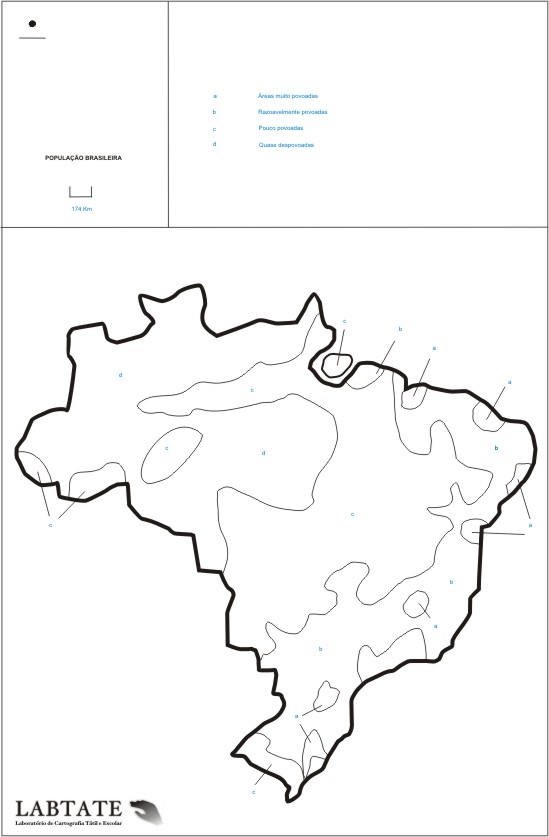 a Áreas muito povoadas
b Razoavelmente povoadas
c Pouco povoadas
d Quase despovoadas
POPULAÇÃO BRASILEIRA
174 Km
c
b
a
d
a
c
b
c
d
c
c
a
b
a
b
a
c
LABTATE
Laboratório de Cartografia Tátil e Escolar